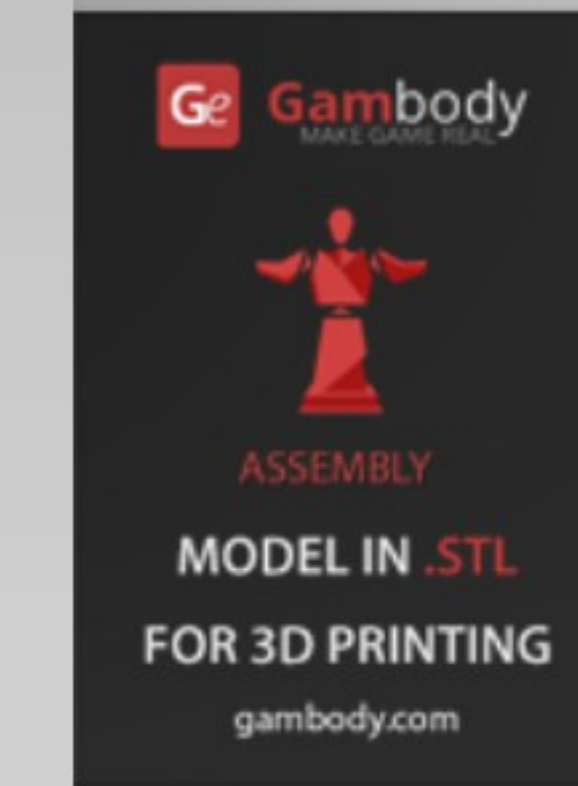 Ge Gambody
MAKE GAME REAL
ASSEMBLY
MODEL IN .STL
FOR 3D PRINTING
gambody.com